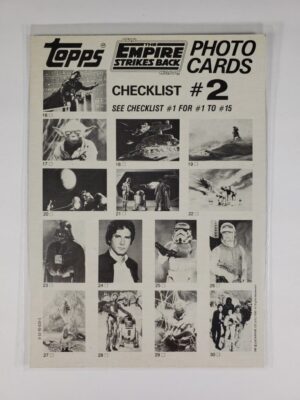 Topps
THE
EMPIRE
STRIKES BACK
PHOTO
CARDS
CHECKLIST #2
SEE CHECKLIST #1 FOR #1 TO #15
16
17 18 19
20 21 22
23 24 25 26
27 28 29 30